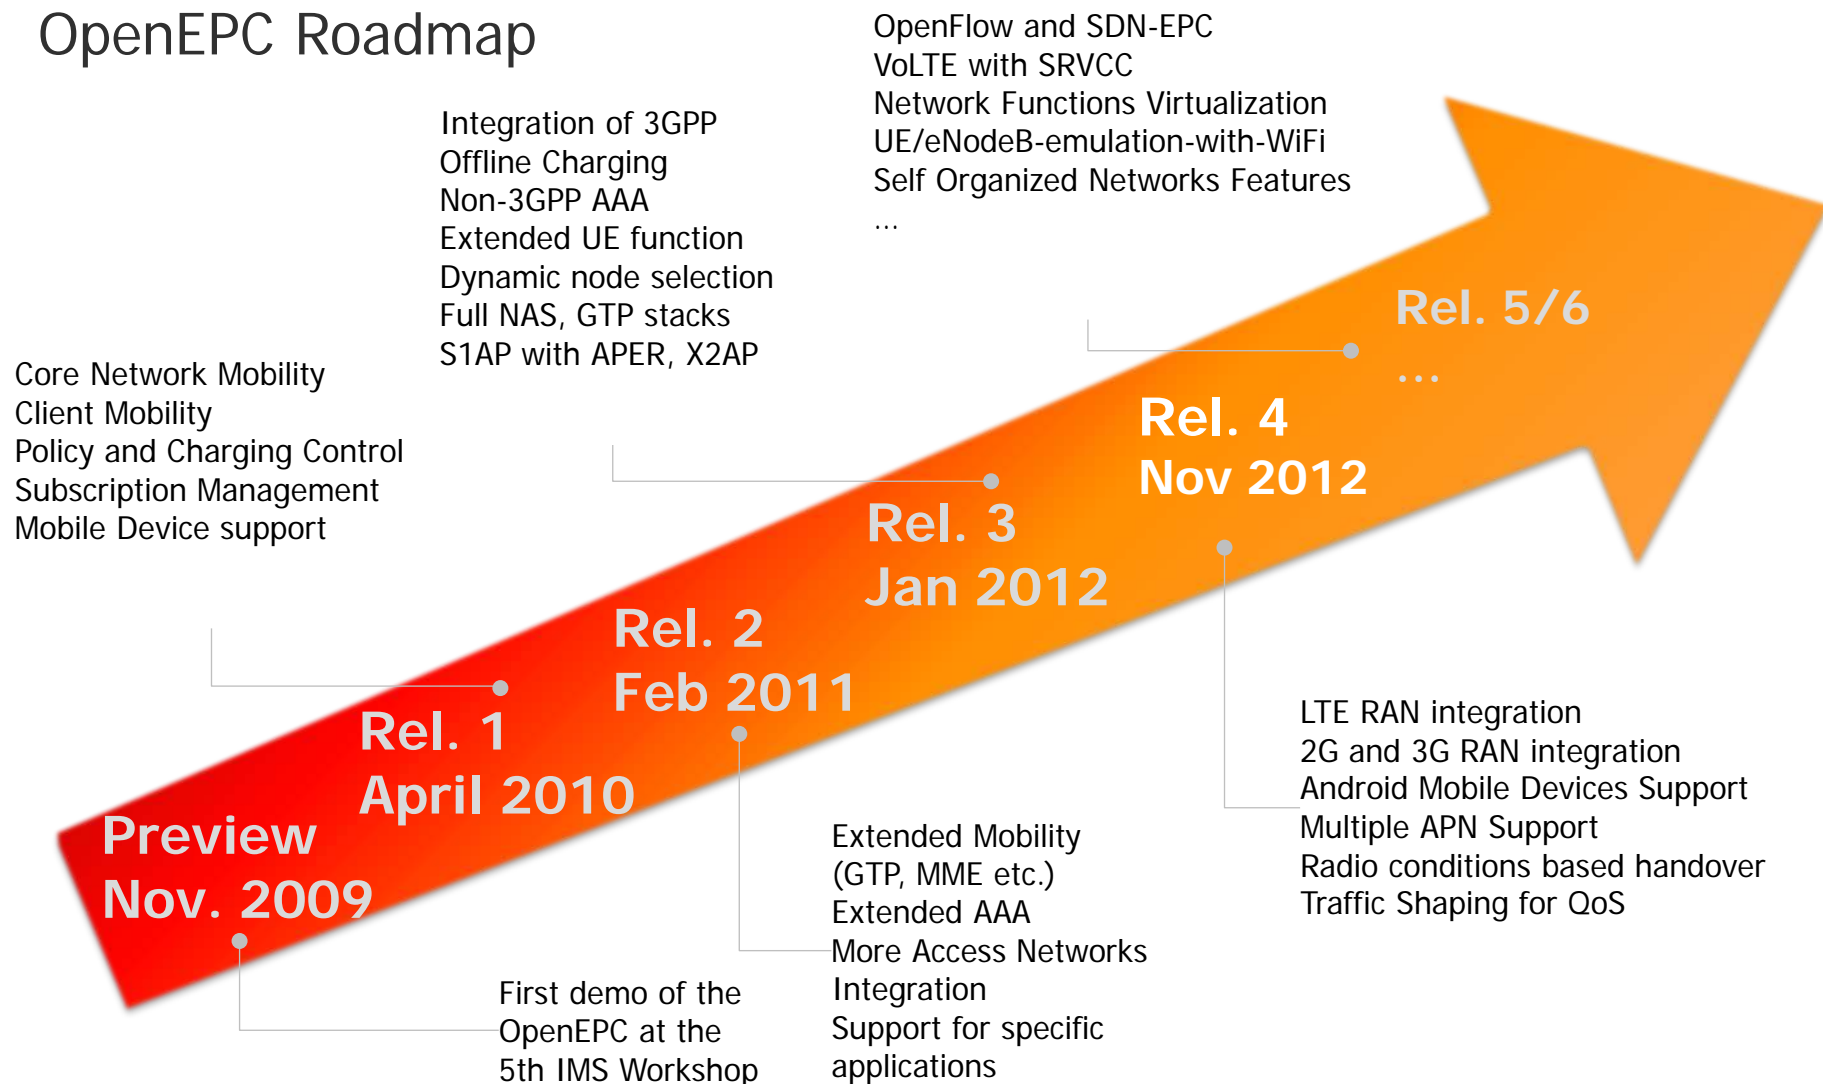 OpenEPC Roadmap
OpenFlow and SDN-EPC
VoLTE with SRVCC
Network Functions Virtualization
UE/eNodeB-emulation-with-WiFi
Self Organized Networks Features
...
Integration of 3GPP
Offline Charging
Non-3GPP AAA
Extended UE function
Dynamic node selection
Full NAS, GTP stacks
S1AP with APER, X2AP
Core Network Mobility
Client Mobility
Policy and Charging Control
Subscription Management
Mobile Device support
Rel. 5/6
...
Rel. 4
Nov 2012
Rel. 3
Jan 2012
Rel. 2
Feb 2011
Rel. 1
April 2010
Preview
Nov. 2009
LTE RAN integration
2G and 3G RAN integration
Android Mobile Devices Support
Multiple APN Support
Radio conditions based handover
Traffic Shaping for QoS
Extended Mobility
(GTP, MME etc.)
Extended AAA
More Access Networks
Integration
Support for specific
applications
First demo of the
OpenEPC at the
5th IMS Workshop